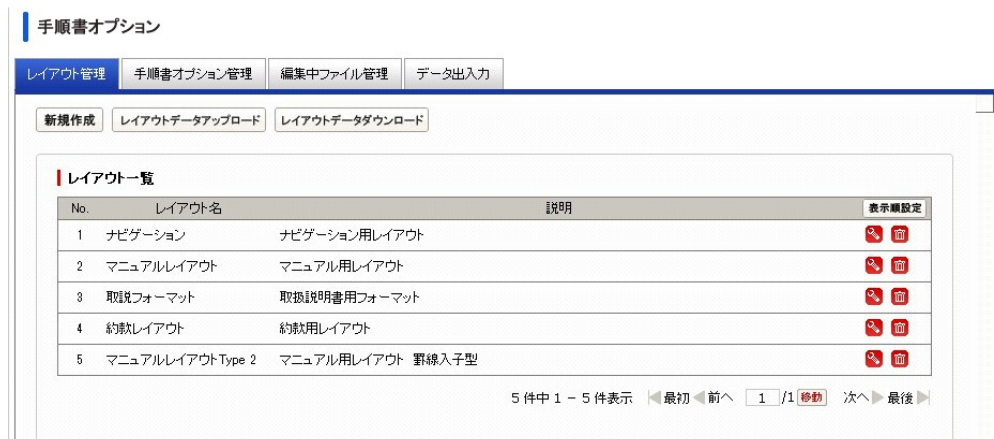 手順書オプション
レイアウト管理 手順書オプション管理 編集中ファイル管理 データ出入力
新規作成 レイアウトデータアップロード レイアウトデータダウンロード
レイアウト一覧
No. レイアウト名 説明 表示順設定
1 ナビゲーション ナビゲーション用レイアウト
2 マニュアルレイアウト マニュアル用レイアウト
3 取説フォーマット 取扱説明書用フォーマット
4 約款レイアウト 約款用レイアウト
5 マニュアルレイアウトType 2 マニュアル用レイアウト 罫線入子型
5 件中 1 - 5 件表示 最初 前へ 1 /1 移動 次へ 最後